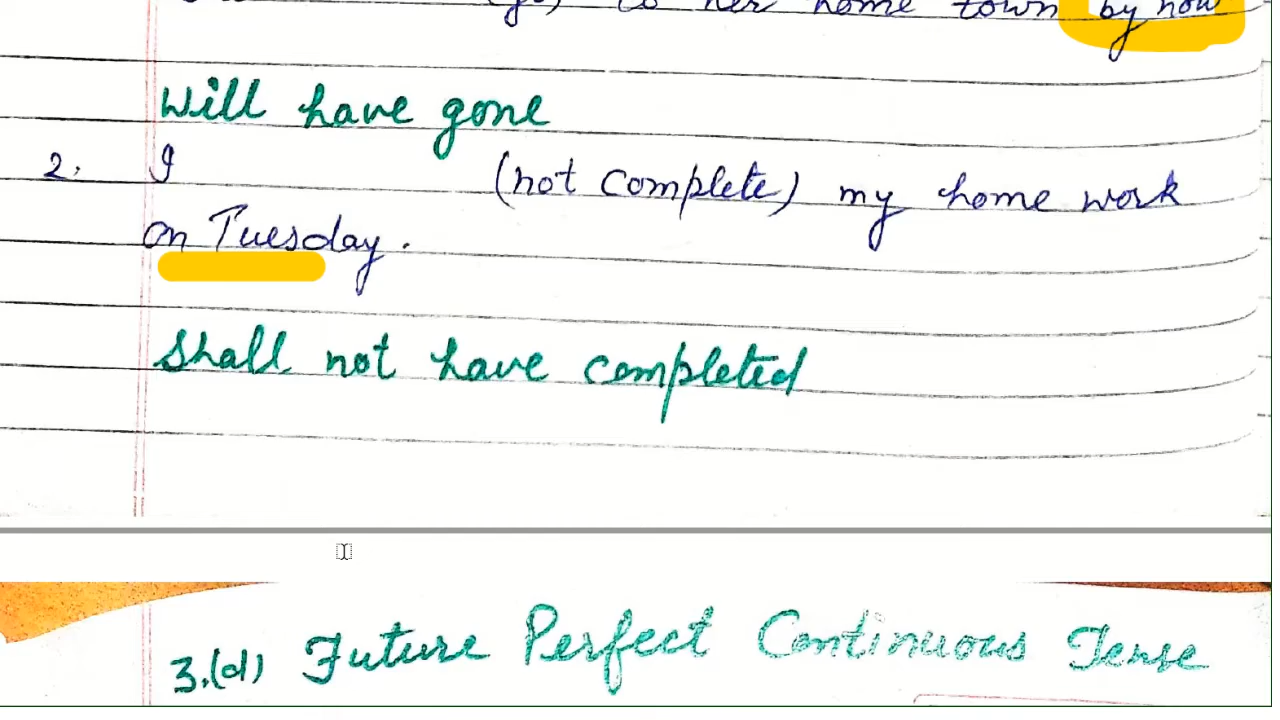 (go) to her home town by now
Will have gone
2. I (not complete) my home work
on Tuesday.
Shall not have completed
3.(d) Future Perfect Continuous Tense